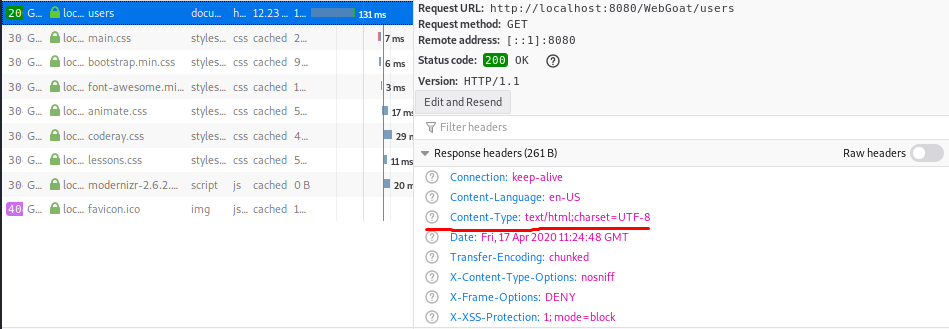 20 G... loc... users docu... h... 12.23 ... 1... 131 ms
30 G... loc... main.css styles... css cached 2... 7 ms
30 G... loc... bootstrap.min.css styles... css cached 9... 6 ms
30 G... loc... font-awesome.mi... styles... css cached 1... 3 ms
30 G... loc... animate.css styles... css cached 5... 17 ms
30 G... loc... coderay.css styles... css cached 4... 29 m
30 G... loc... lessons.css styles... css cached 5... 11 ms
30 G... loc... modernizr-2.6.2.... script js cached 0 B 20 m
40 G... loc... favicon.ico img js... cached 1...
Request URL: http://localhost:8080/WebGoat/users
Request method: GET
Remote address: [::1]:8080
Status code: 200 OK
Version: HTTP/1.1
Edit and Resend
Filter headers
Response headers (261 B) Raw headers
Connection: keep-alive
Content-Language: en-US
Content-Type: text/html;charset=UTF-8
Date: Fri, 17 Apr 2020 11:24:48 GMT
Transfer-Encoding: chunked
X-Content-Type-Options: nosniff
X-Frame-Options: DENY
X-XSS-Protection: 1; mode=block